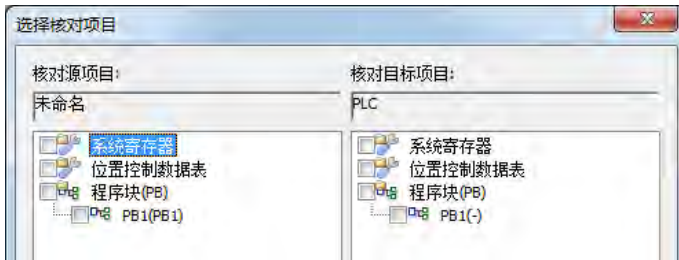 选择核对项目
核对源项目:
未命名
系统寄存器
位置控制数据表
程序块(PB)
PB1(PB1)
核对目标项目:
PLC
系统寄存器
位置控制数据表
程序块(PB)
PB1(-)